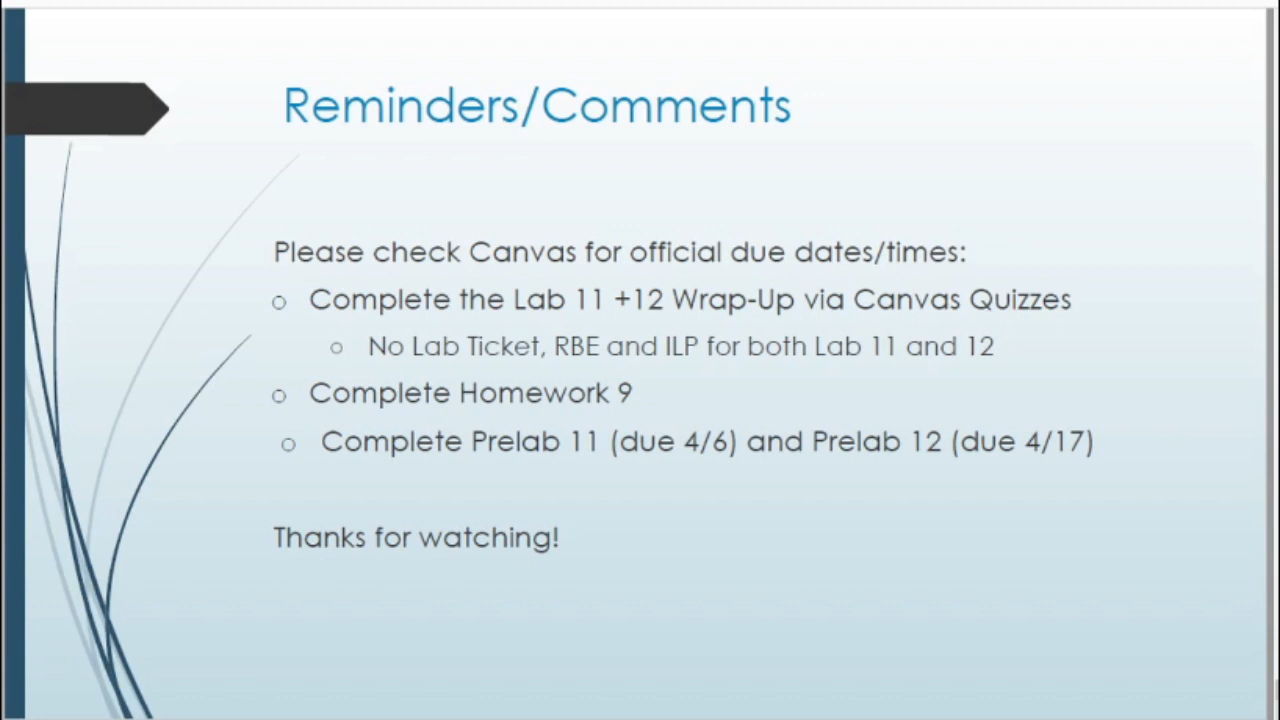 Reminders/Comments
Please check Canvas for official due dates/times:
○ Complete the Lab 11 +12 Wrap-Up via Canvas Quizzes
○ No Lab Ticket, RBE and ILP for both Lab 11 and 12
○ Complete Homework 9
○ Complete Prelab 11 (due 4/6) and Prelab 12 (due 4/17)
Thanks for watching!